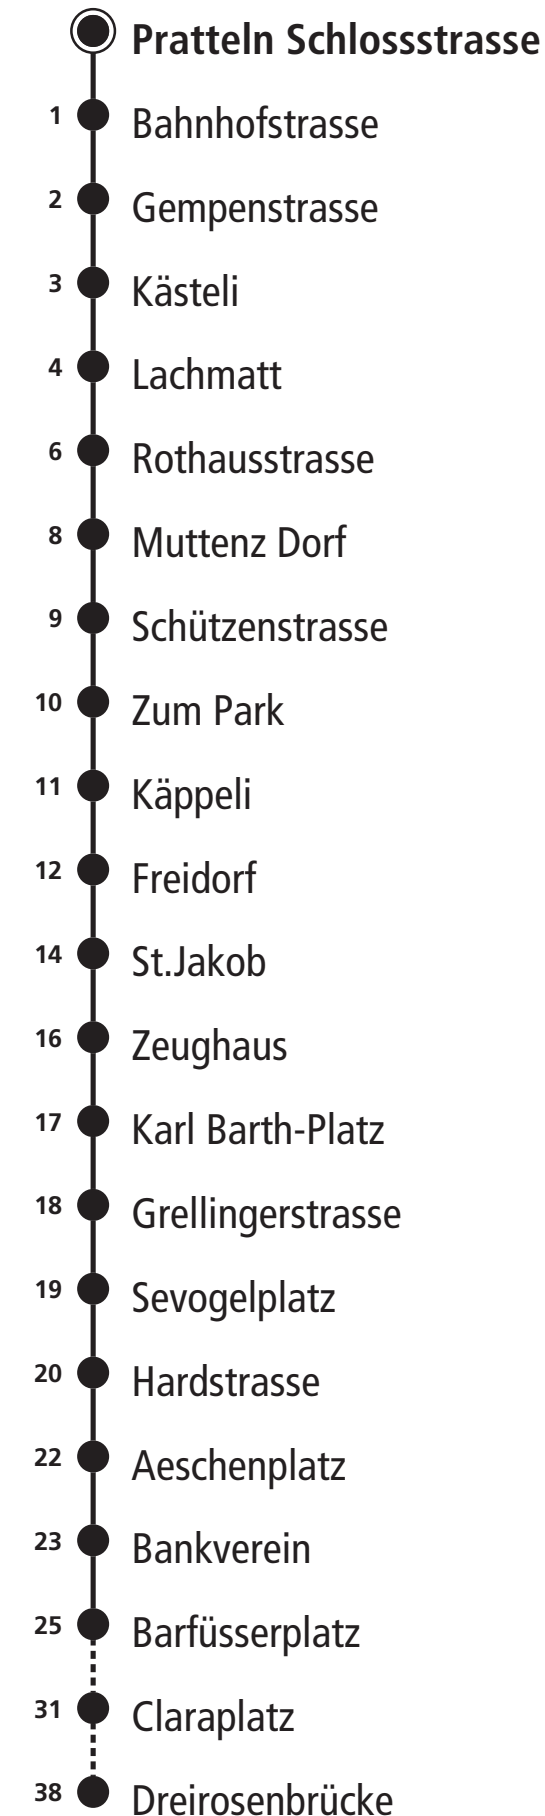 Pratteln Schlossstrasse
1 Bahnhofstrasse
2 Gempenstrasse
3 Kästeli
4 Lachmatt
6 Rothausstrasse
8 Muttenz Dorf
9 Schützenstrasse
10 Zum Park
11 Käppeli
12 Freidorf
14 St.Jakob
16 Zeughaus
17 Karl Barth-Platz
18 Grellingerstrasse
19 Sevogelplatz
20 Hardstrasse
22 Aeschenplatz
23 Bankverein
25 Barfüsserplatz
31 Claraplatz
38 Dreirosenbrücke